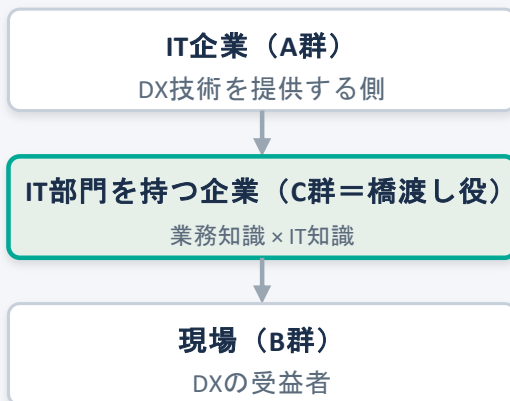 IT企業（A群）
DX技術を提供する側
IT部門を持つ企業（C群＝橋渡し役）
業務知識 × IT知識
現場（B群）
DXの受益者